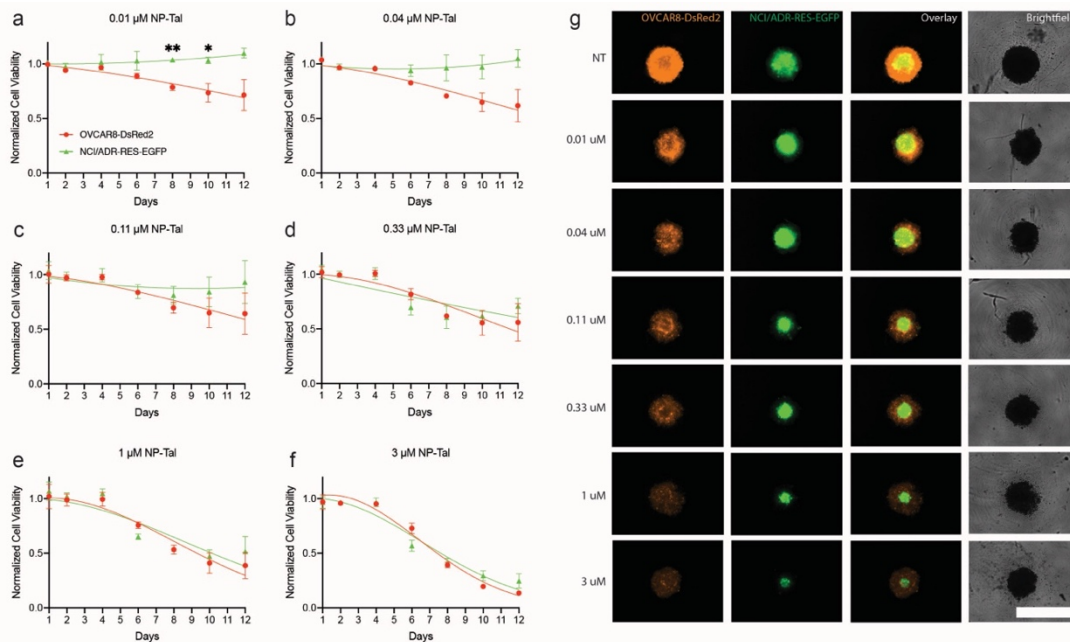 a
0.01 µM NP-Tal
**
*
Normalized Cell Viability
1.0
0.5
0.0
OVCAR8-DsRed2
NCI/ADR-RES-EGFP
1 2 3 4 5 6 7 8 9 10 11 12
Days
b
0.04 µM NP-Tal
Normalized Cell Viability
1.0
0.5
0.0
1 2 3 4 5 6 7 8 9 10 11 12
Days
c
0.11 µM NP-Tal
Normalized Cell Viability
1.0
0.5
0.0
1 2 3 4 5 6 7 8 9 10 11 12
Days
d
0.33 µM NP-Tal
Normalized Cell Viability
1.0
0.5
0.0
1 2 3 4 5 6 7 8 9 10 11 12
Days
e
1 µM NP-Tal
Normalized Cell Viability
1.0
0.5
0.0
1 2 3 4 5 6 7 8 9 10 11 12
Days
f
3 µM NP-Tal
Normalized Cell Viability
1.0
0.5
0.0
1 2 3 4 5 6 7 8 9 10 11 12
Days
g
OVCAR8-DsRed2 NCI/ADR-RES-EGFP Overlay Brightfiel
NT
0.01 uM
0.04 uM
0.11 uM
0.33 uM
1 uM
3 uM